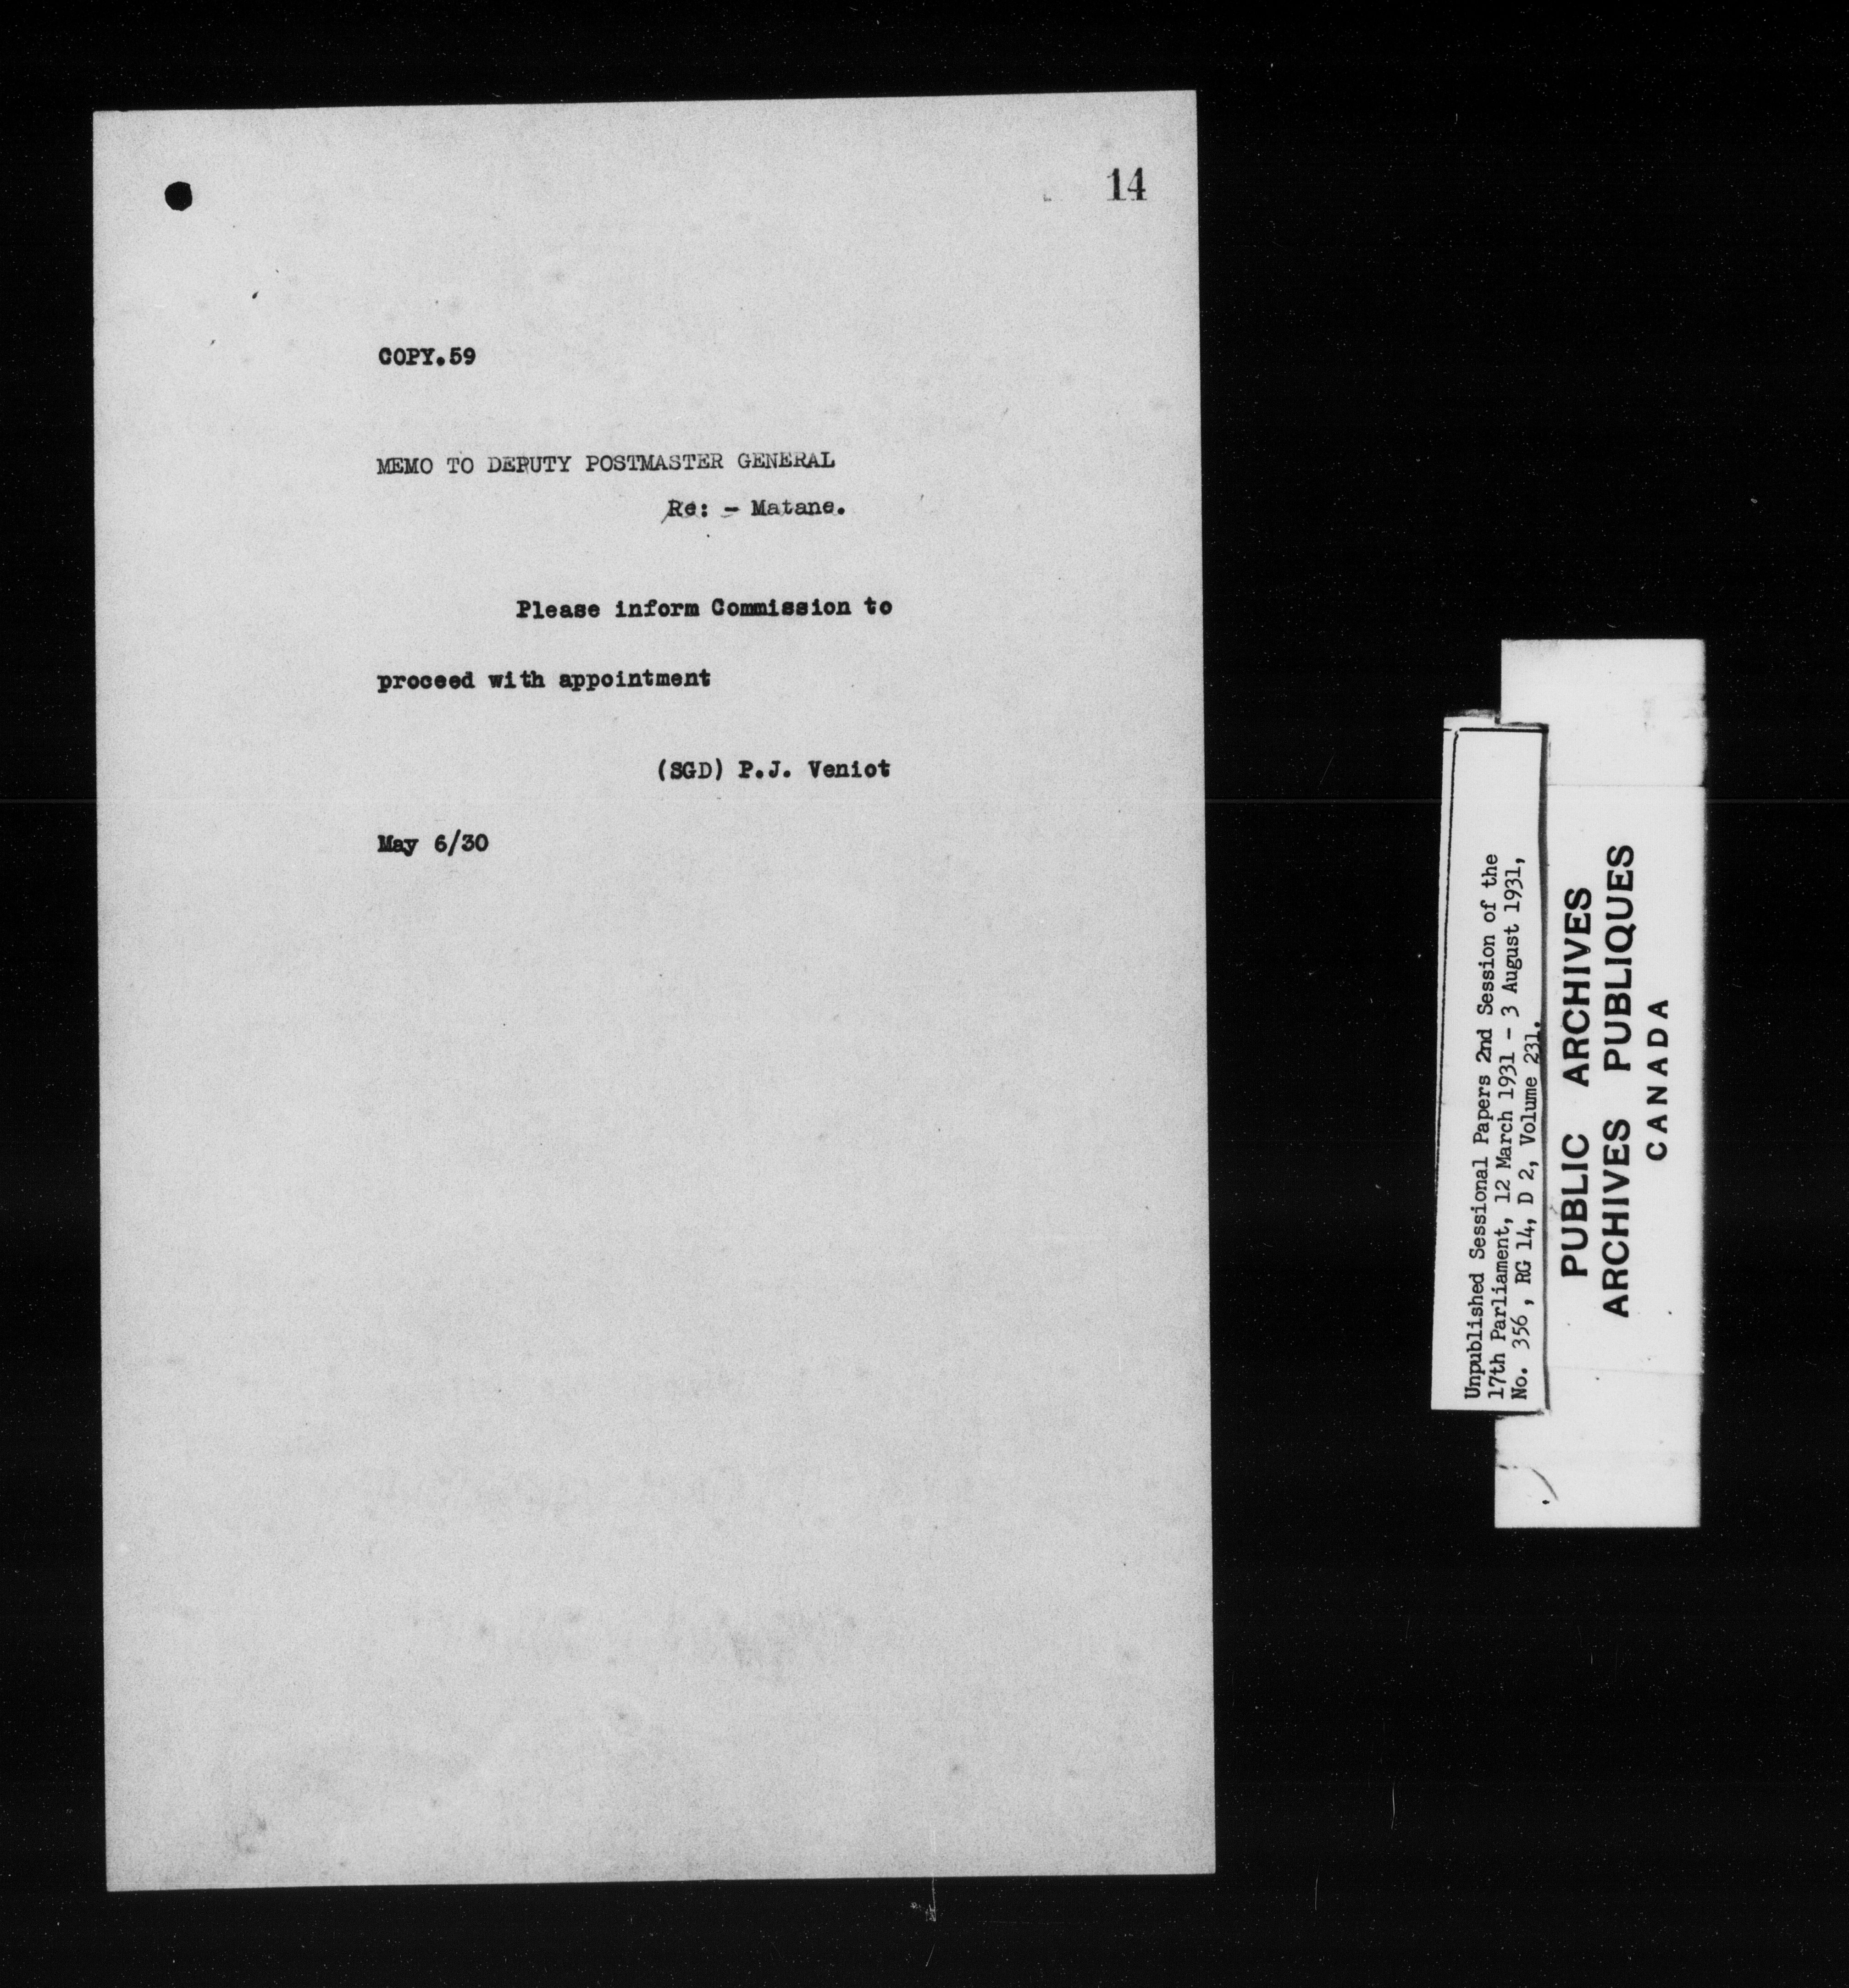 14
COPY.59
MEMO TO DEPUTY POSTMASTER GENERAL
Re: - Matane.
Please inform Commission to
proceed with appointment
(SGD) P.J. Veniot
May 6/30
Unpublished Sessional Papers 2nd Session of the
17th Parliament, 12 March 1931 - 3 August 1931,
No. 356, RG 14, D 2, Volume 231.
PUBLIC ARCHIVES
ARCHIVES PUBLIQUES
CANADA